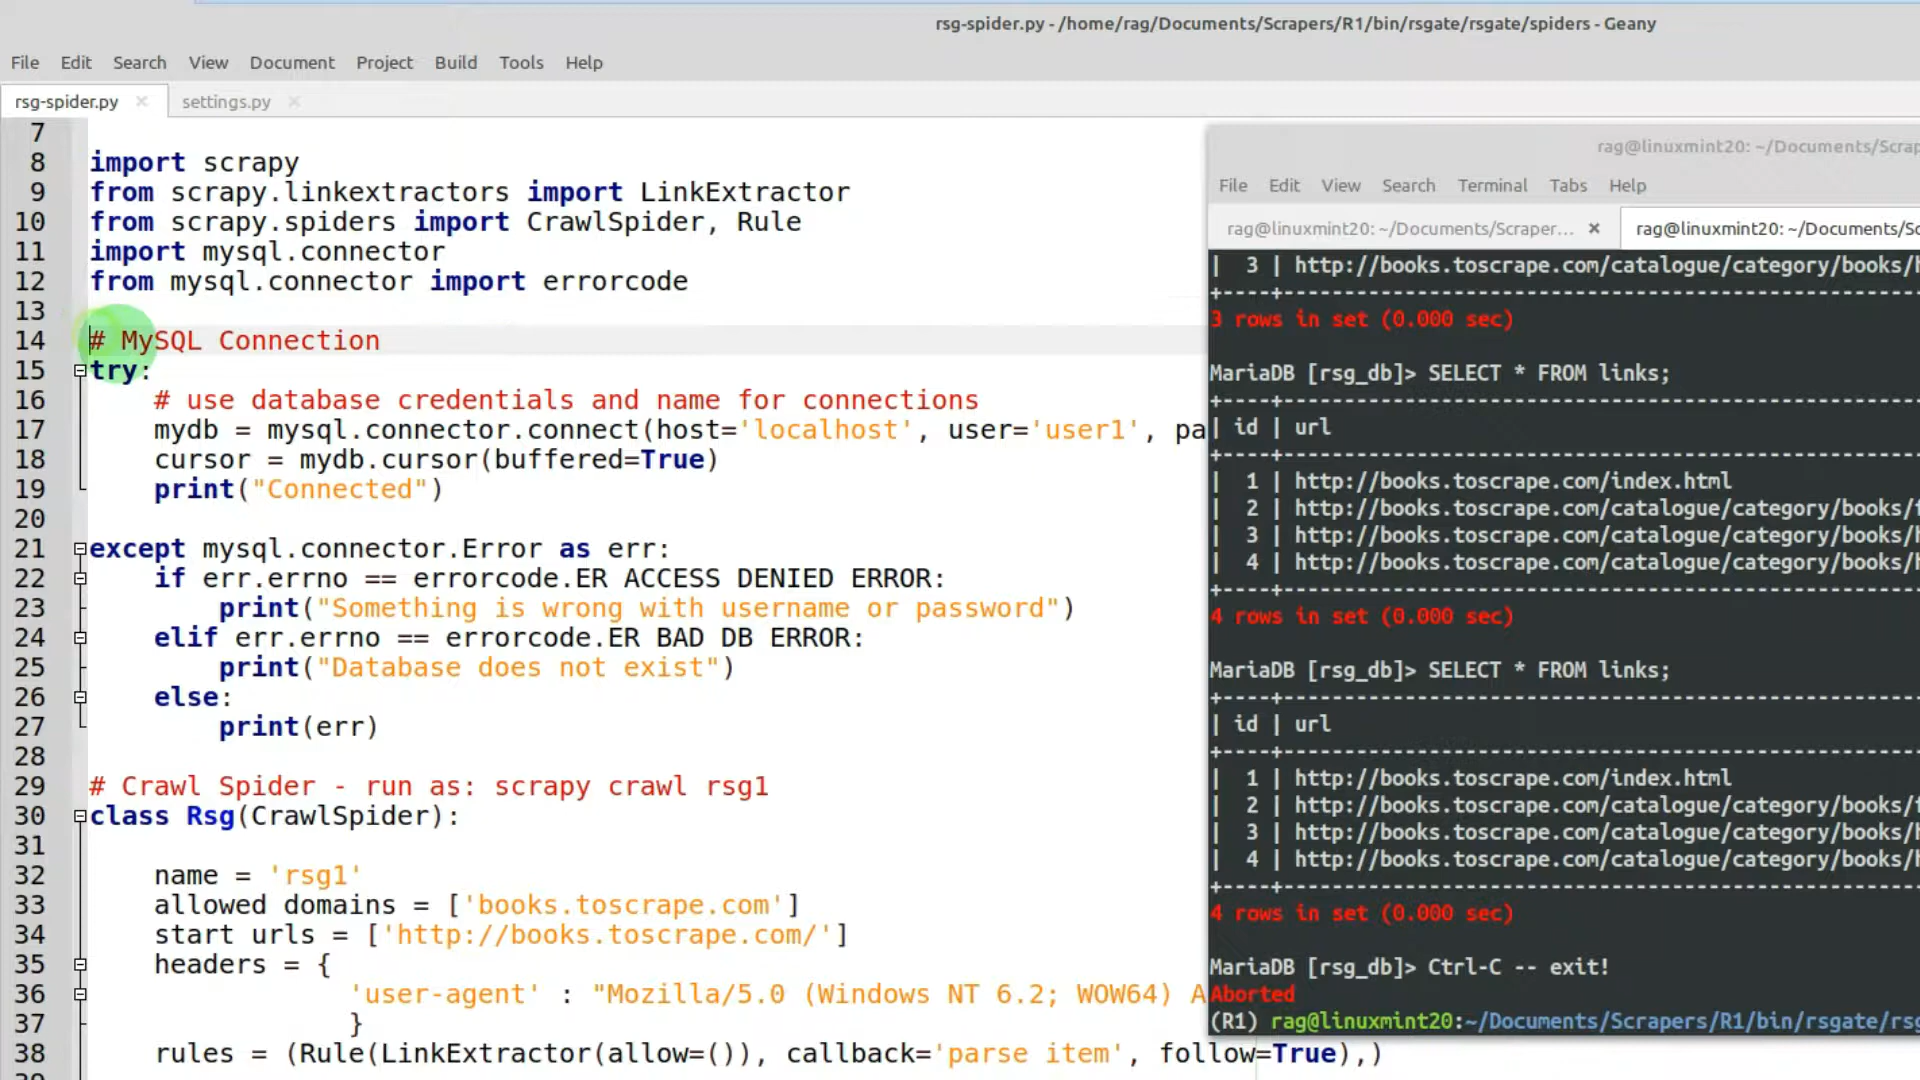 rsg-spider.py - /home/rag/Documents/Scrapers/R1/bin/rsgate/rsgate/spiders - Geany
File Edit Search View Document Project Build Tools Help
rsg-spider.py settings.py
7
8 import scrapy
9 from scrapy.linkextractors import LinkExtractor
10 from scrapy.spiders import CrawlSpider, Rule
11 import mysql.connector
12 from mysql.connector import errorcode
13
14 # MySQL Connection
15 try:
16 # use database credentials and name for connections
17 mydb = mysql.connector.connect(host='localhost', user='user1', pa
18 cursor = mydb.cursor(buffered=True)
19 print("Connected")
20
21 except mysql.connector.Error as err:
22 if err.errno == errorcode.ER ACCESS DENIED ERROR:
23 print("Something is wrong with username or password")
24 elif err.errno == errorcode.ER BAD DB ERROR:
25 print("Database does not exist")
26 else:
27 print(err)
28
29 # Crawl Spider - run as: scrapy crawl rsg1
30 class Rsg(CrawlSpider):
31
32 name = 'rsg1'
33 allowed domains = ['books.toscrape.com']
34 start urls = ['http://books.toscrape.com/']
35 headers = {
36 'user-agent' : "Mozilla/5.0 (Windows NT 6.2; WOW64) A
37 }
38 rules = (Rule(LinkExtractor(allow=()), callback='parse item', follow=True),)
rag@linuxmint20: ~/Documents/Scrap
File Edit View Search Terminal Tabs Help
rag@linuxmint20: ~/Documents/Scraper... rag@linuxmint20: ~/Documents/Sc
| 3 | http://books.toscrape.com/catalogue/category/books/
3 rows in set (0.000 sec)
MariaDB [rsg_db]> SELECT * FROM links;
| id | url
| 1 | http://books.toscrape.com/index.html
| 2 | http://books.toscrape.com/catalogue/category/books/
| 3 | http://books.toscrape.com/catalogue/category/books/
| 4 | http://books.toscrape.com/catalogue/category/books/
4 rows in set (0.000 sec)
MariaDB [rsg_db]> SELECT * FROM links;
| id | url
| 1 | http://books.toscrape.com/index.html
| 2 | http://books.toscrape.com/catalogue/category/books/
| 3 | http://books.toscrape.com/catalogue/category/books/
| 4 | http://books.toscrape.com/catalogue/category/books/
4 rows in set (0.000 sec)
MariaDB [rsg_db]> Ctrl-C -- exit!
Aborted
(R1) rag@linuxmint20:~/Documents/Scrapers/R1/bin/rsgate/rsg